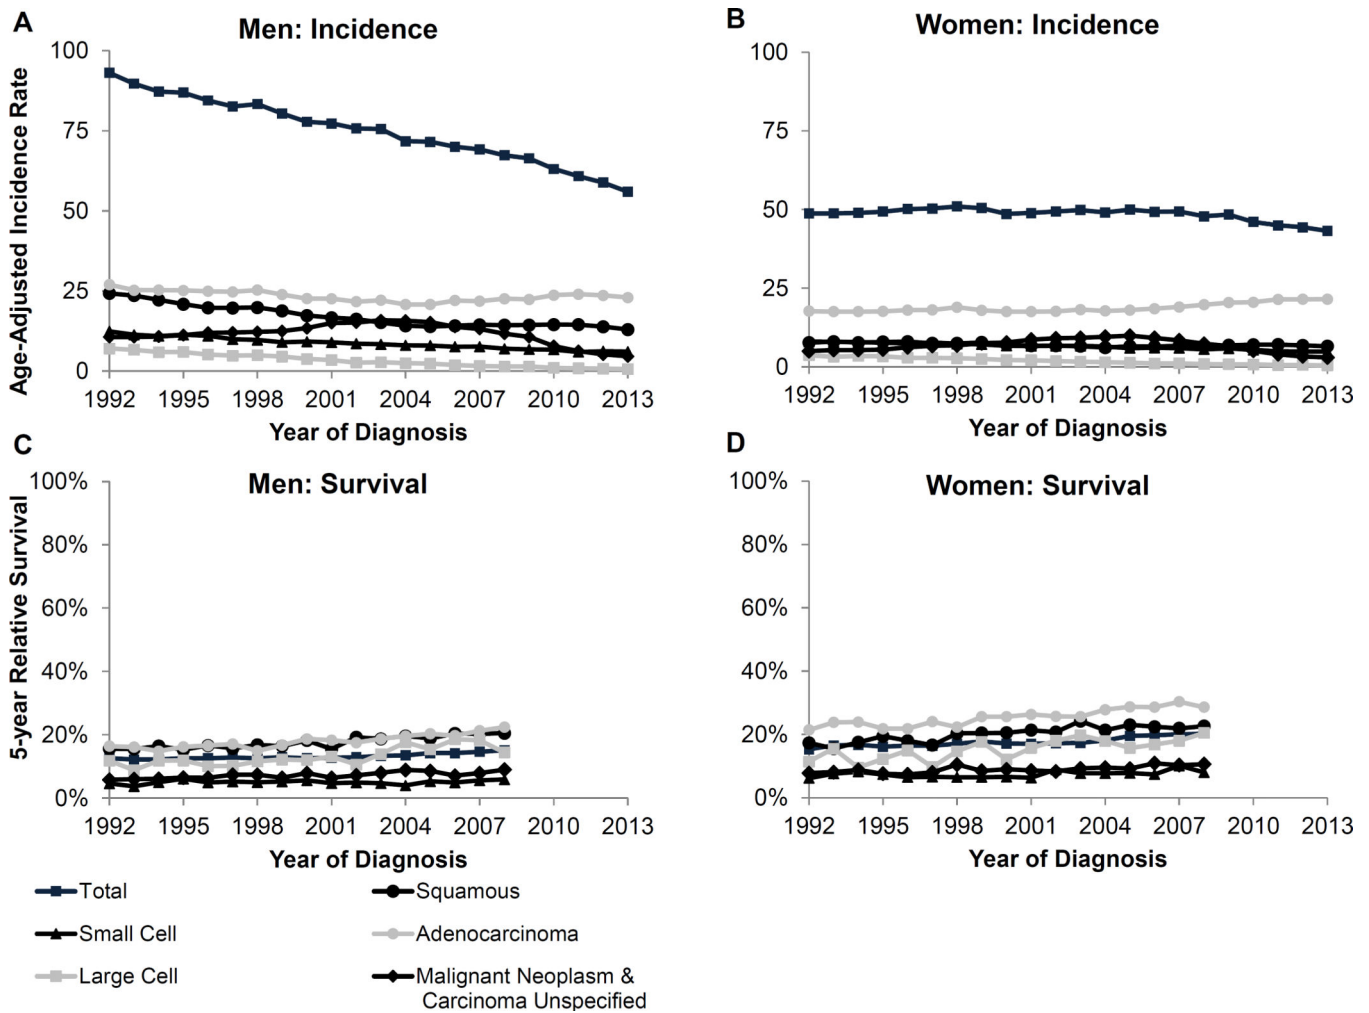 A
Men: Incidence
Age-Adjusted Incidence Rate
100
75
50
25
0
1992 1995 1998 2001 2004 2007 2010 2013
Year of Diagnosis
B
Women: Incidence
100
75
50
25
0
1992 1995 1998 2001 2004 2007 2010 2013
Year of Diagnosis
C
Men: Survival
5-year Relative Survival
100%
80%
60%
40%
20%
0%
1992 1995 1998 2001 2004 2007 2010 2013
Year of Diagnosis
D
Women: Survival
100%
80%
60%
40%
20%
0%
1992 1995 1998 2001 2004 2007 2010 2013
Year of Diagnosis
Total
Squamous
Small Cell
Adenocarcinoma
Large Cell
Malignant Neoplasm &
Carcinoma Unspecified